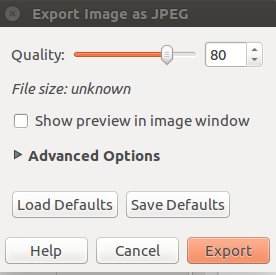 Export Image as JPEG
Quality: 80
File size: unknown
Show preview in image window
Advanced Options
Load Defaults Save Defaults
Help Cancel Export